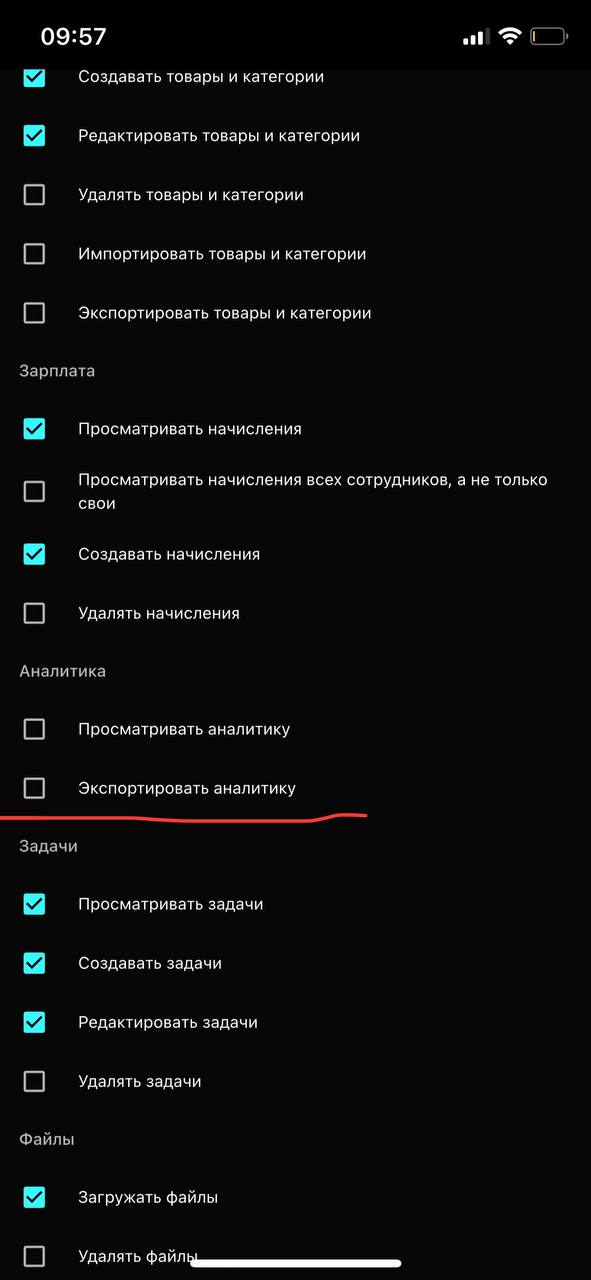 09:57
Создавать товары и категории
Редактировать товары и категории
Удалять товары и категории
Импортировать товары и категории
Экспортировать товары и категории
Зарплата
Просматривать начисления
Просматривать начисления всех сотрудников, а не только
свои
Создавать начисления
Удалять начисления
Аналитика
Просматривать аналитику
Экспортировать аналитику
Задачи
Просматривать задачи
Создавать задачи
Редактировать задачи
Удалять задачи
Файлы
Загружать файлы
Удалять файлы